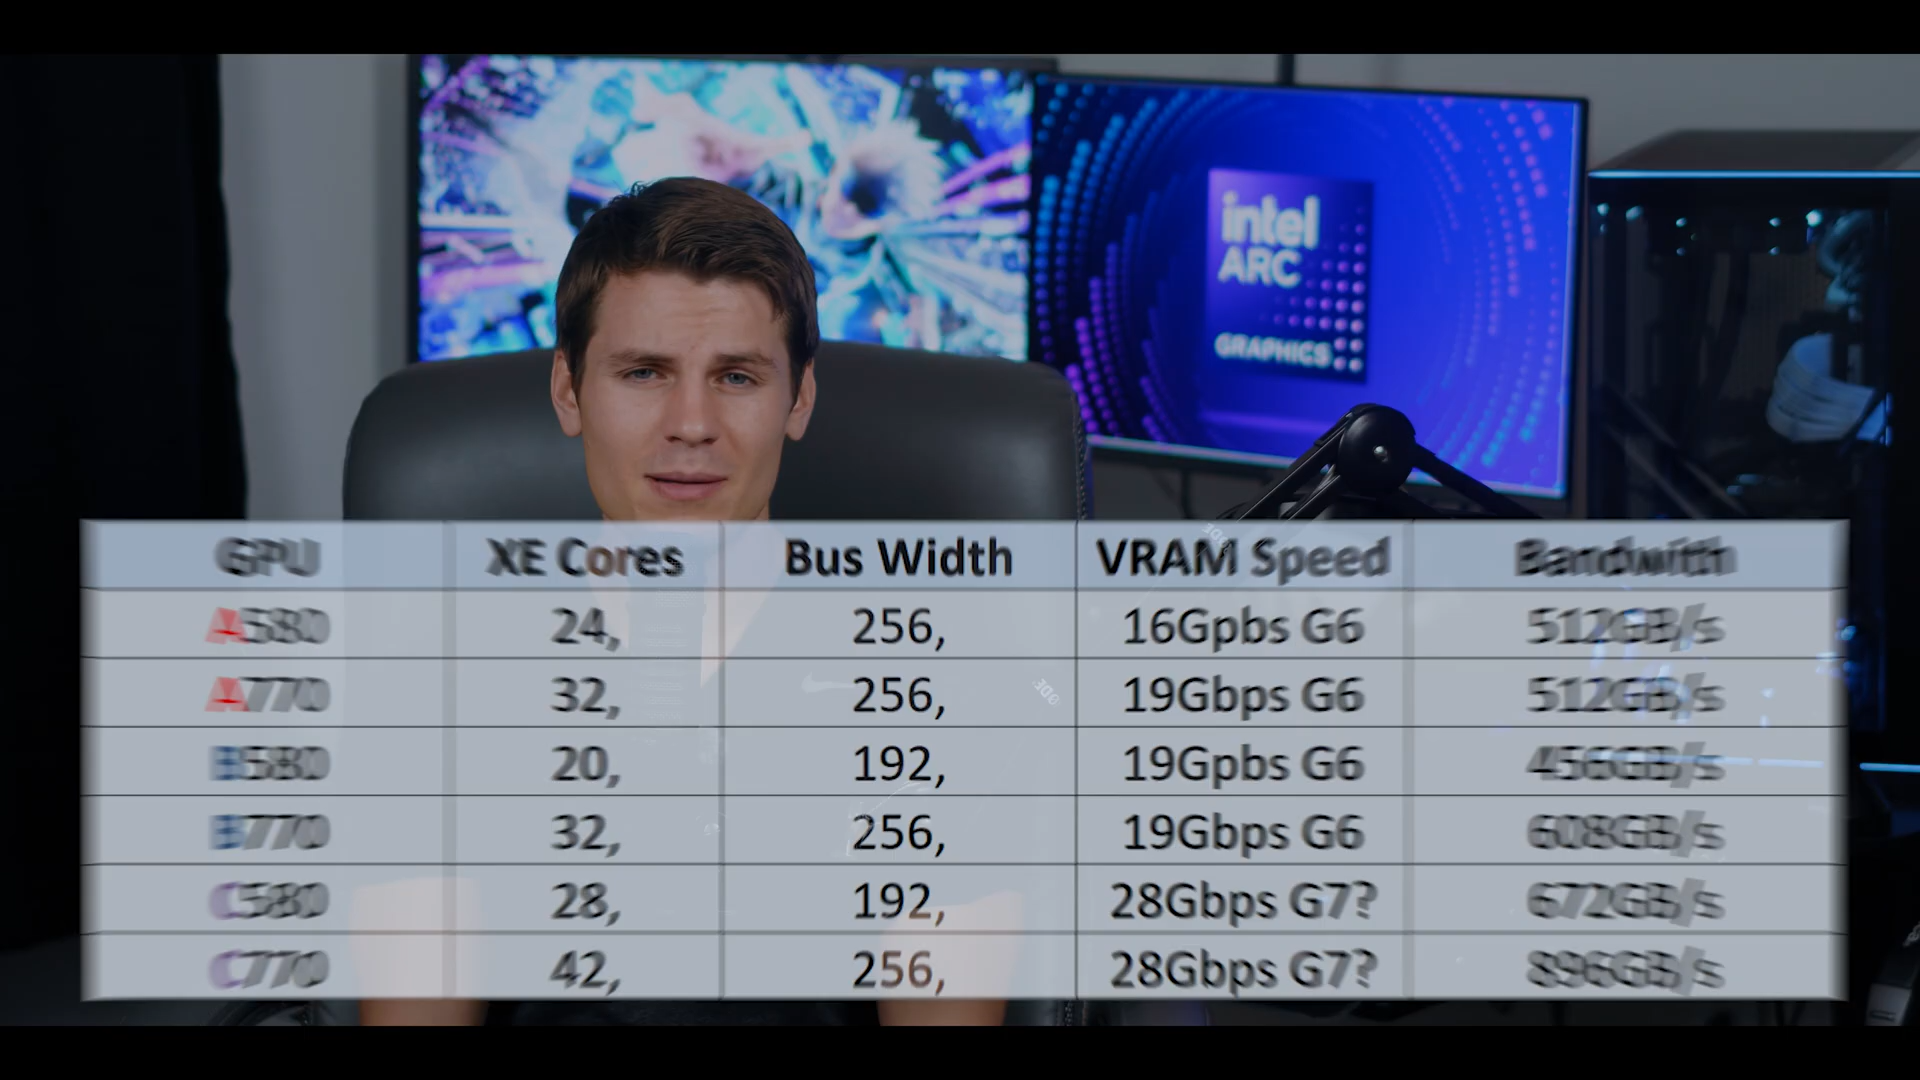 intel
ARC
GRAPHICS
GPU XE Cores Bus Width VRAM Speed Bandwith
A580 24, 256, 16Gpbs G6 512GB/s
A770 32, 256, 19Gbps G6 512GB/s
B580 20, 192, 19Gpbs G6 456GB/s
B770 32, 256, 19Gbps G6 608GB/s
C580 28, 192, 28Gbps G7? 672GB/s
C770 42, 256, 28Gbps G7? 896GB/s